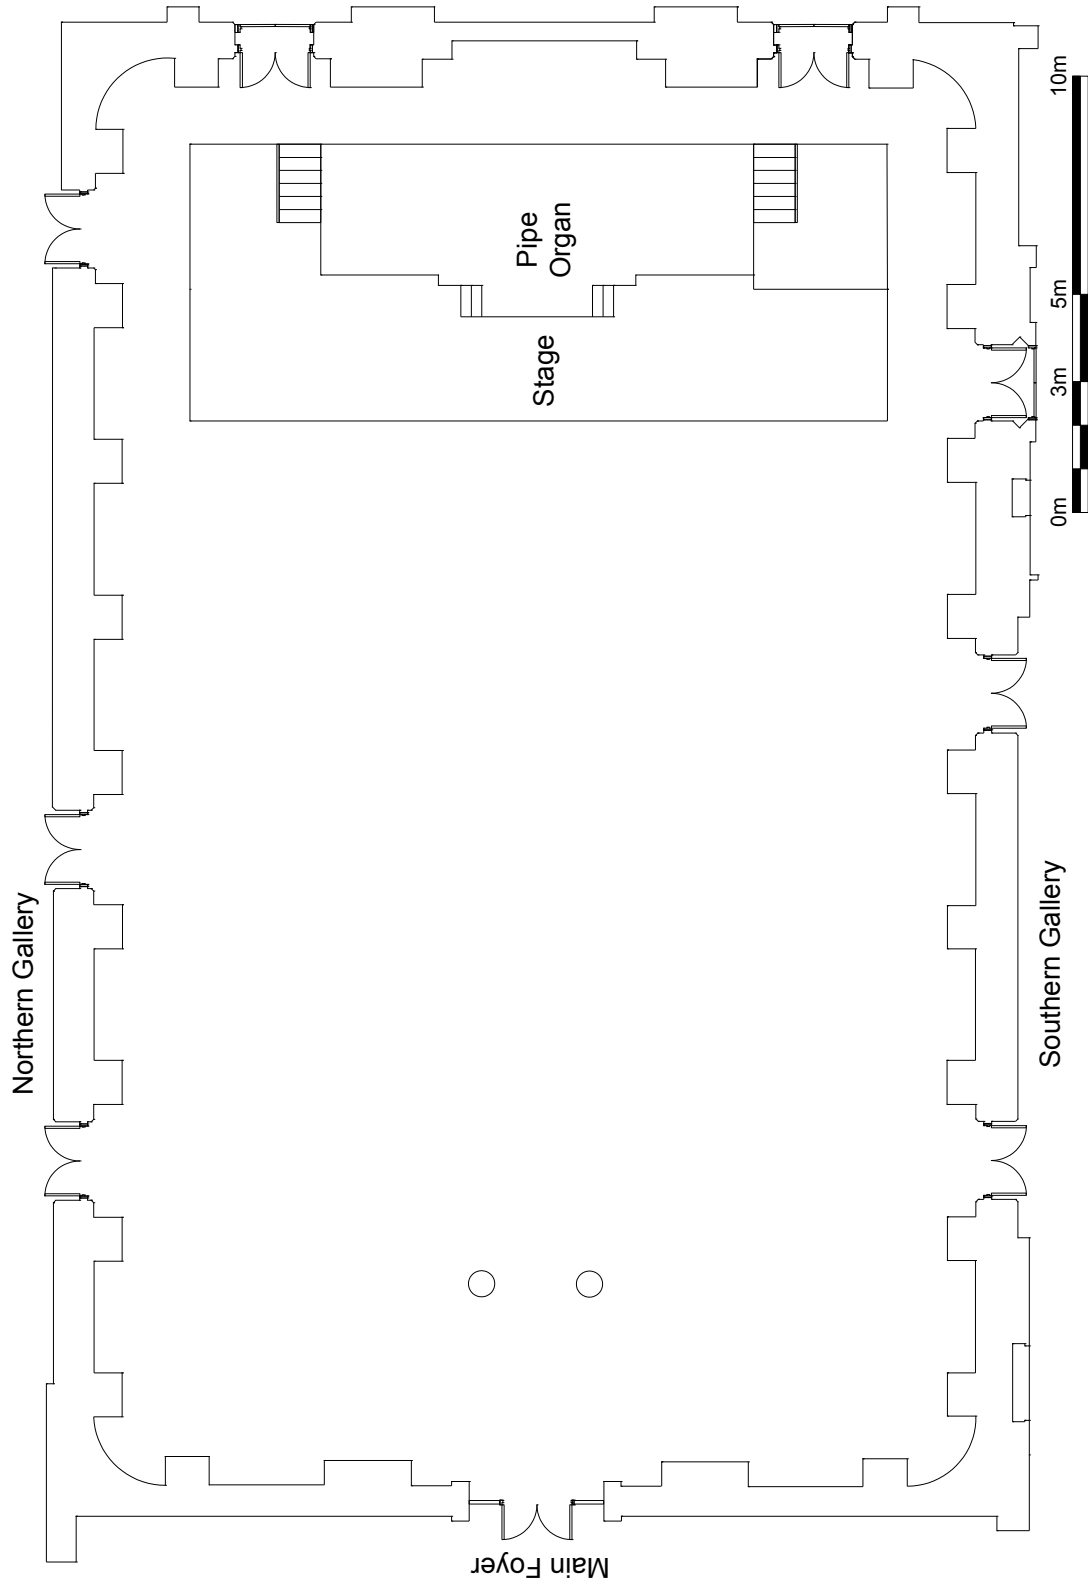 Northern Gallery
Pipe
Organ
Stage
Southern Gallery
Main Foyer
0m
3m
5m
10m